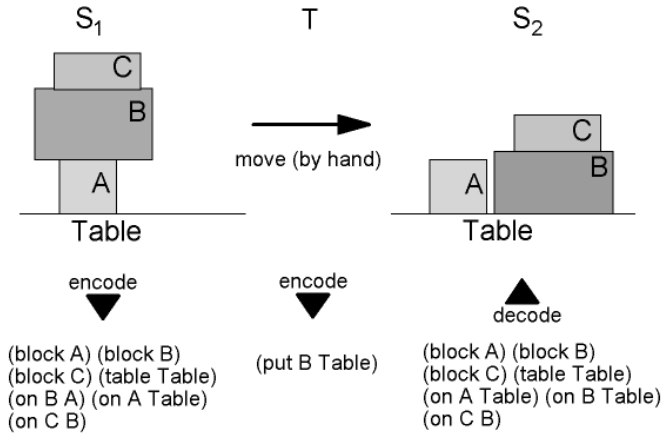 S1 T S2
C
B
A
Table
move (by hand)
C
B
A
Table
encode
encode
decode
(block A) (block B)
(block C) (table Table)
(on B A) (on A Table)
(on C B)
(put B Table)
(block A) (block B)
(block C) (table Table)
(on A Table) (on B Table)
(on C B)